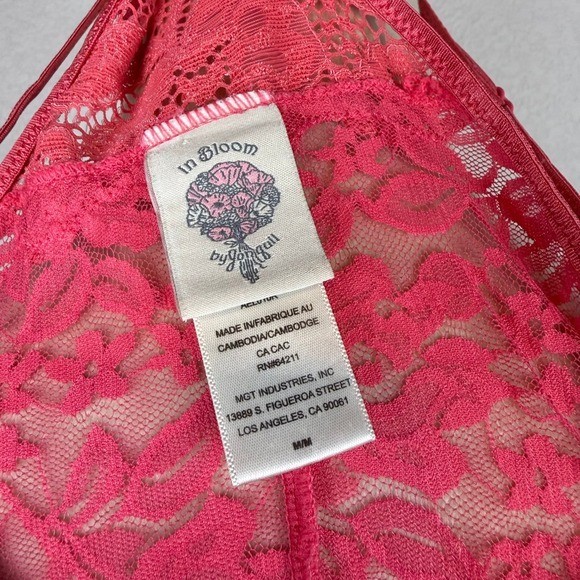 In Bloom
by Jonquil
MADE IN/FABRIQUE AU
CAMBODIA/CAMBODGE
CA CAC
RN#64211
MGT INDUSTRIES, INC
13889 S. FIGUEROA STREET
LOS ANGELES, CA 90061
M/M